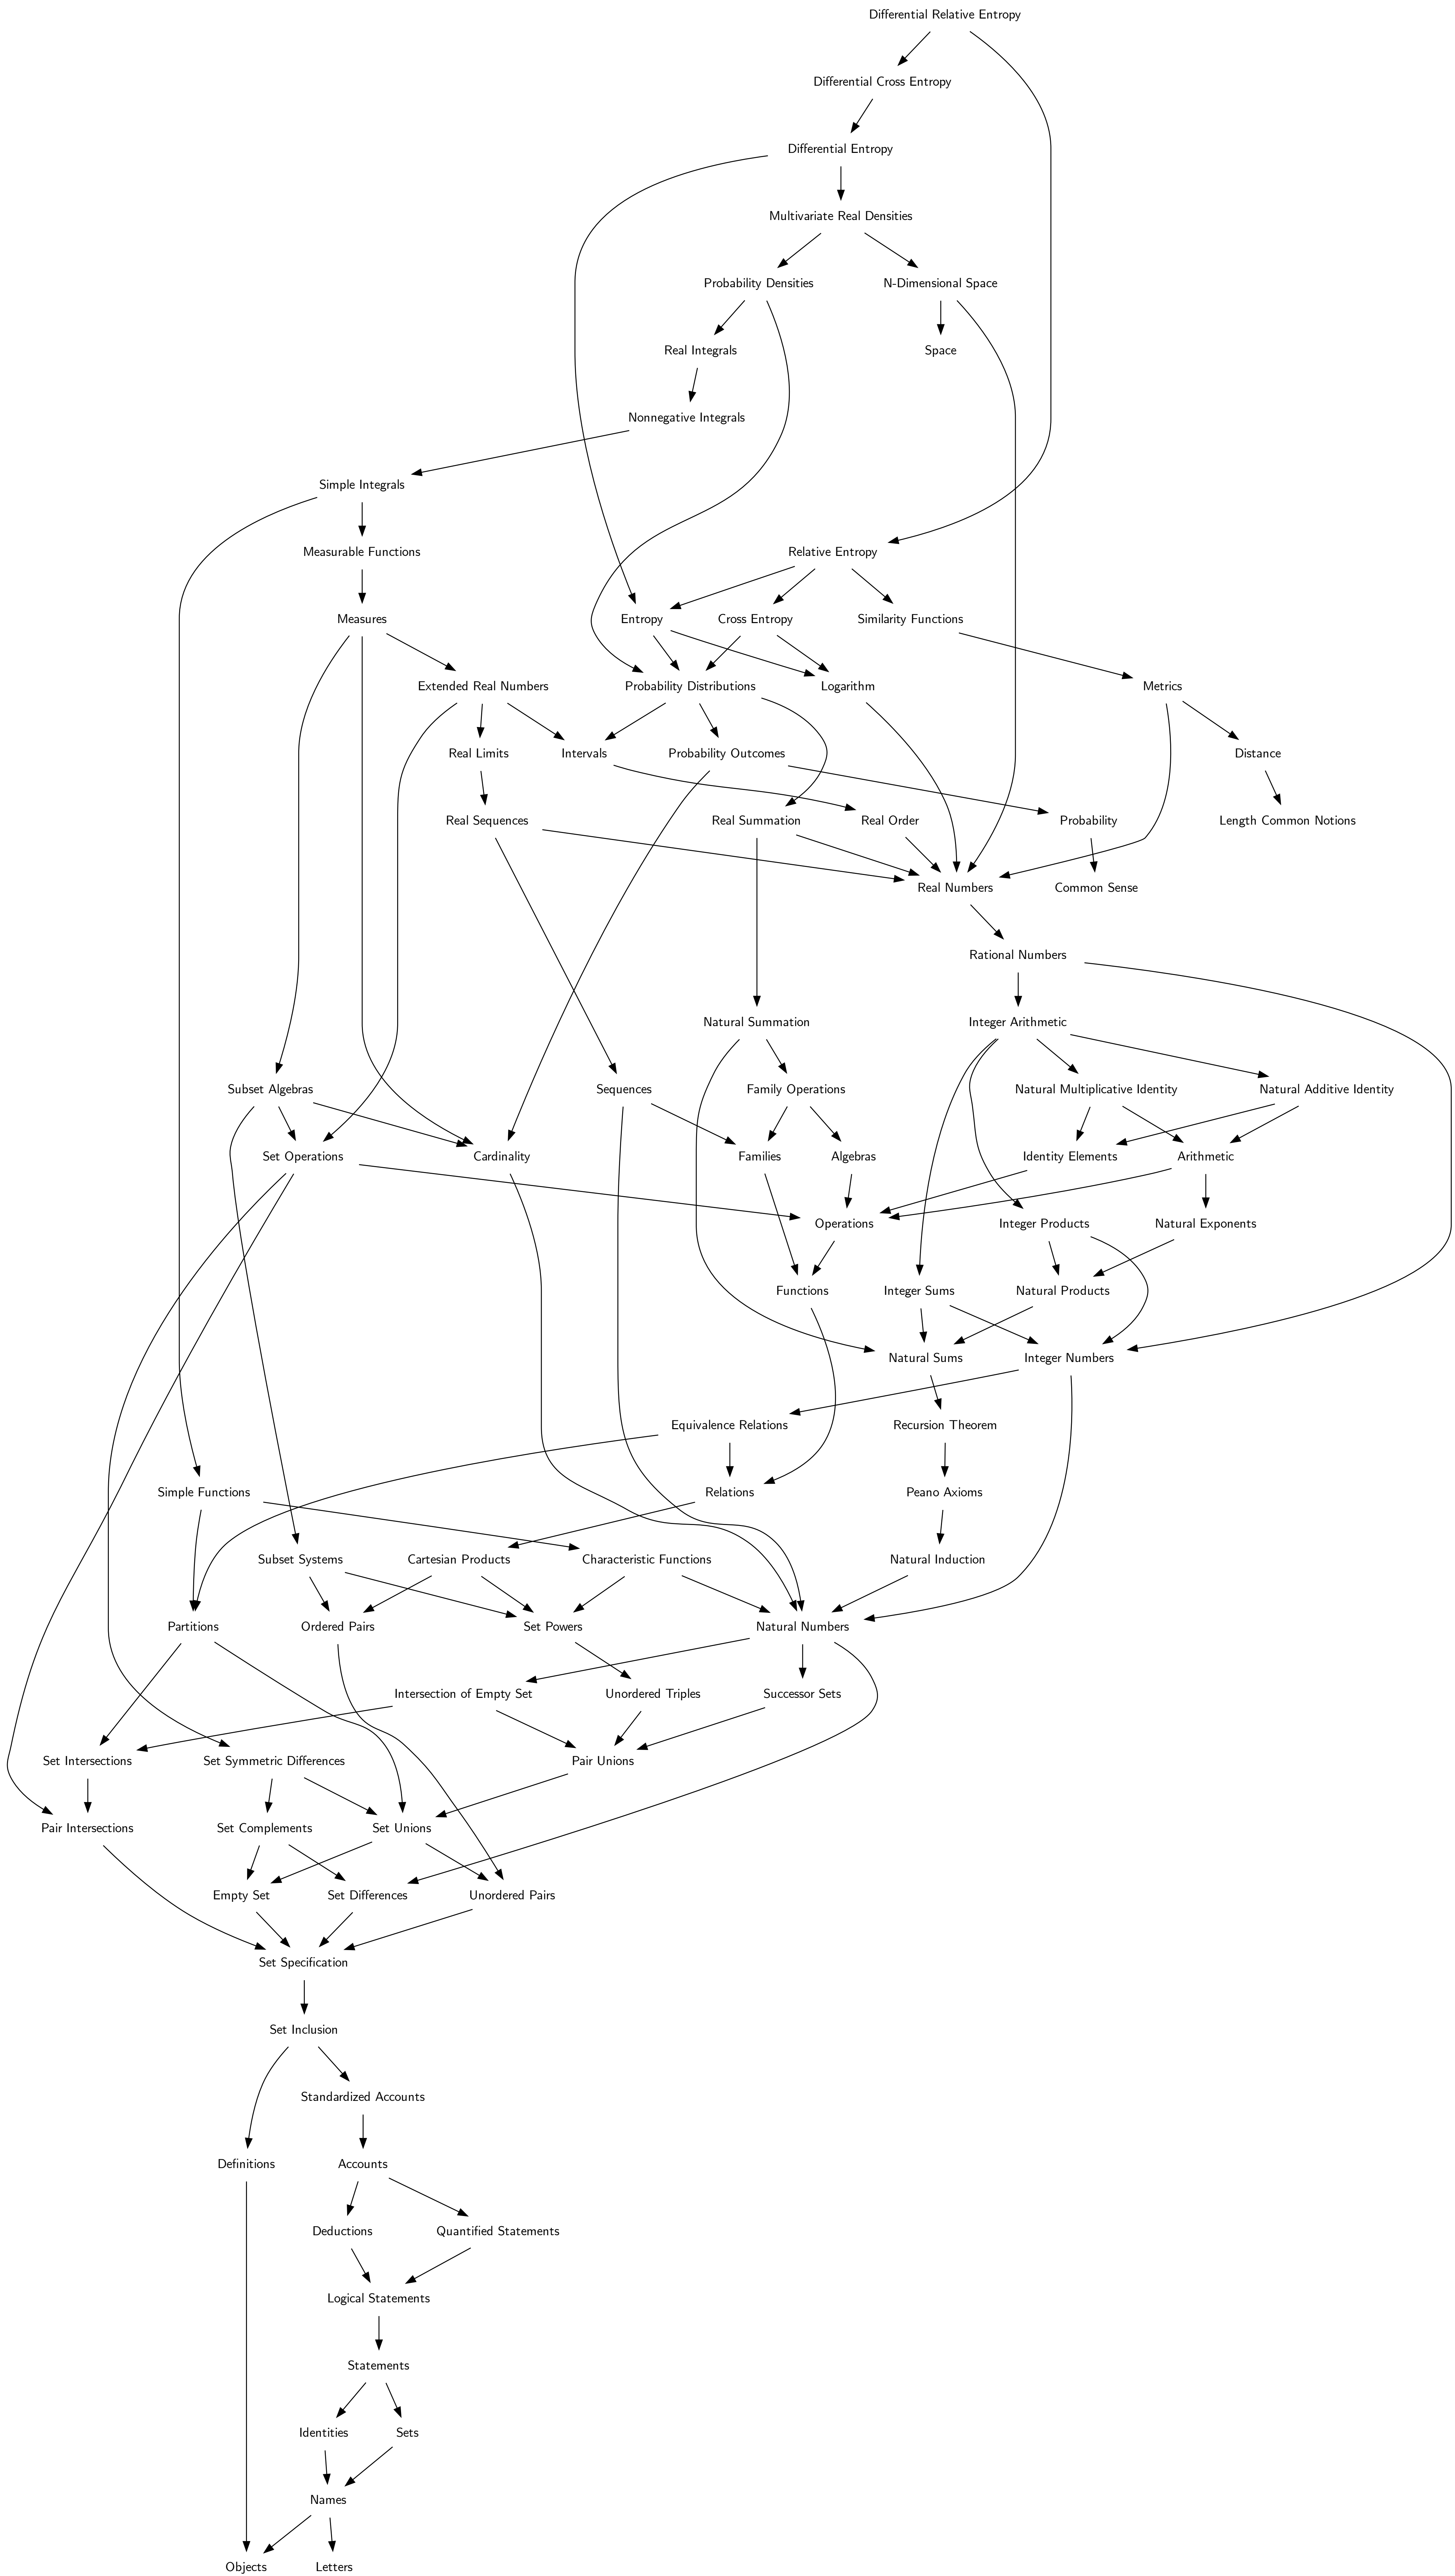 Differential Relative Entropy
Differential Cross Entropy
Differential Entropy
Multivariate Real Densities
Probability Densities
N-Dimensional Space
Real Integrals
Space
Nonnegative Integrals
Simple Integrals
Measurable Functions
Relative Entropy
Measures
Entropy
Cross Entropy
Similarity Functions
Extended Real Numbers
Probability Distributions
Logarithm
Metrics
Real Limits
Intervals
Probability Outcomes
Distance
Real Sequences
Real Summation
Real Order
Probability
Length Common Notions
Real Numbers
Common Sense
Rational Numbers
Natural Summation
Integer Arithmetic
Subset Algebras
Sequences
Family Operations
Natural Multiplicative Identity
Natural Additive Identity
Set Operations
Cardinality
Families
Algebras
Identity Elements
Arithmetic
Operations
Integer Products
Natural Exponents
Functions
Integer Sums
Natural Products
Natural Sums
Integer Numbers
Equivalence Relations
Recursion Theorem
Simple Functions
Relations
Peano Axioms
Subset Systems
Cartesian Products
Characteristic Functions
Natural Induction
Partitions
Ordered Pairs
Set Powers
Natural Numbers
Intersection of Empty Set
Unordered Triples
Successor Sets
Set Intersections
Set Symmetric Differences
Pair Unions
Pair Intersections
Set Complements
Set Unions
Empty Set
Set Differences
Unordered Pairs
Set Specification
Set Inclusion
Standardized Accounts
Definitions
Accounts
Deductions
Quantified Statements
Logical Statements
Statements
Identities
Sets
Names
Objects
Letters